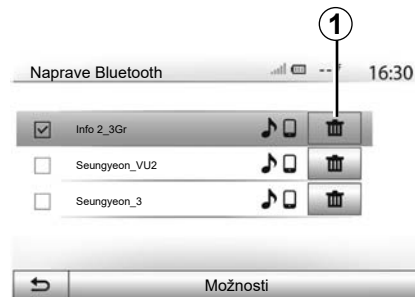 1
Naprave Bluetooth
--°
16:30
Info 2_3Gr
Seungyeon_VU2
Seungyeon_3
Možnosti